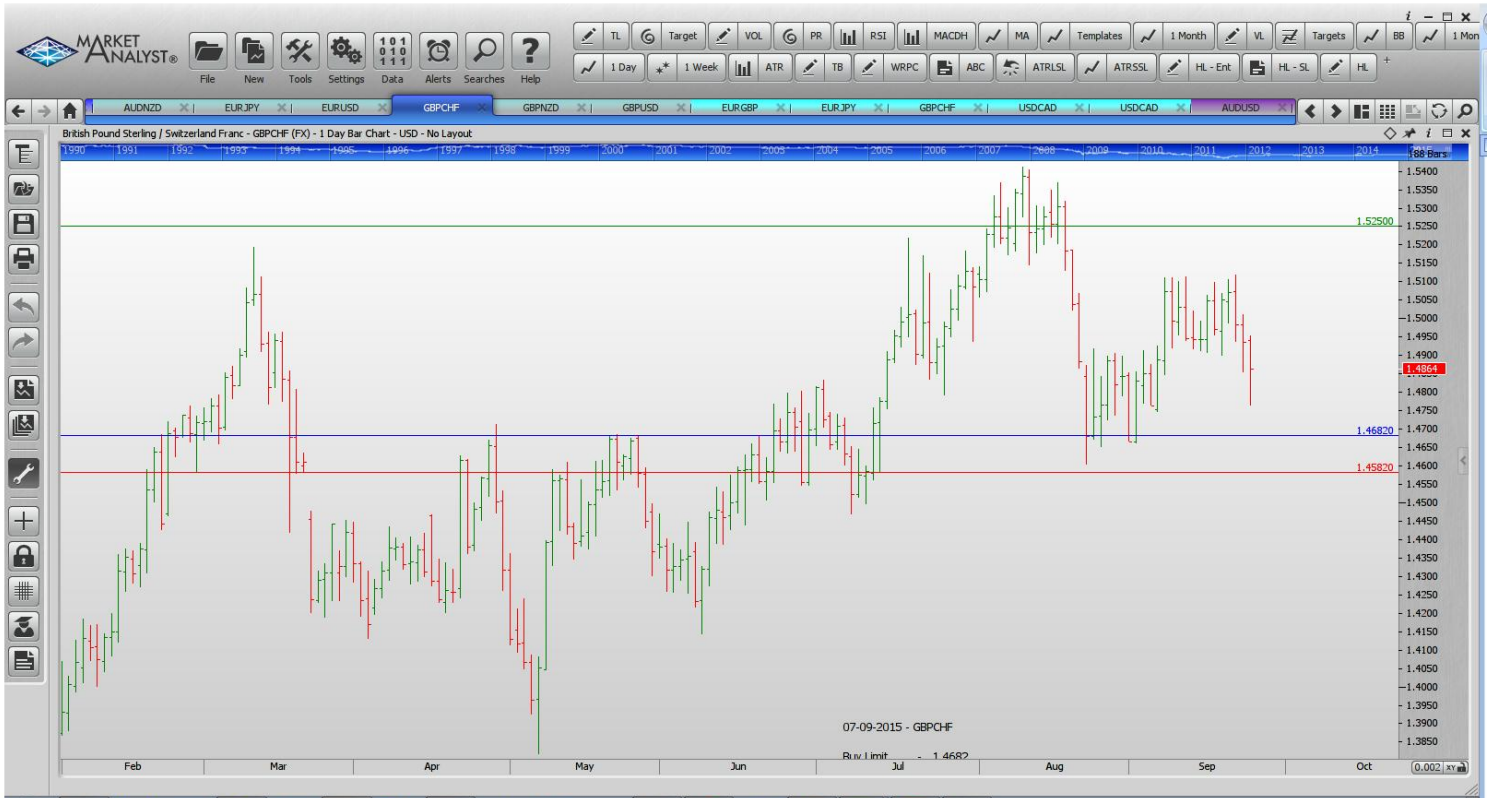 MARKET
ANALYST®
File New Tools Settings Data Alerts Searches Help
TL Target VOL PR RSI MACDH MA Templates 1 Month VL Targets BB 1 Mon
1 Day 1 Week ATR TB WRPC ABC ATRLSL ATRSSL HL - Ent HL - SL HL +
AUDNZD EURJPY EURUSD GBPCHF GBPNZD GBPUSD EURGBP EURJPY GBPCHF USDCAD USDCAD AUDUSD
British Pound Sterling / Switzerland Franc - GBPCHF (FX) - 1 Day Bar Chart - USD - No Layout
1990 1991 1992 1993 1994 1995 1996 1997 1998 1999 2000 2001 2002 2003 2004 2005 2006 2007 2008 2009 2010 2011 2012 2013 2014
88 Bars
1.5400
1.5350
1.5300
1.52500 1.5250
1.5200
1.5150
1.5100
1.5050
1.5000
1.4950
1.4900
1.4864
1.4800
1.4750
1.46820 1.4700
1.4650
1.45820 1.4600
1.4550
1.4500
1.4450
1.4400
1.4350
1.4300
1.4250
1.4200
1.4150
1.4100
1.4050
1.4000
1.3950
1.3900
1.3850
07-09-2015 - GBPCHF
Buy Limit - 1.4682
Feb Mar Apr May Jun Jul Aug Sep Oct 0.002 XY